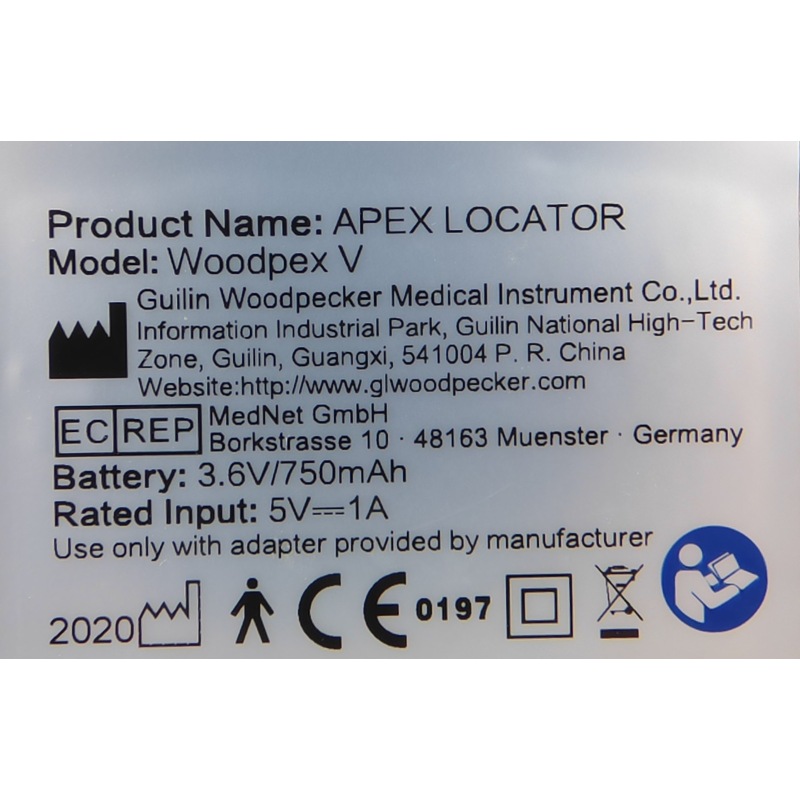 Product Name: APEX LOCATOR
Model: Woodpex V
Guilin Woodpecker Medical Instrument Co.,Ltd.
Information Industrial Park, Guilin National High-Tech
Zone, Guilin, Guangxi, 541004 P. R. China
Website:http://www.glwoodpecker.com
EC REP
MedNet GmbH
Borkstrasse 10 · 48163 Muenster · Germany
Battery: 3.6V/750mAh
Rated Input: 5V⎓1A
Use only with adapter provided by manufacturer
2020 CE 0197